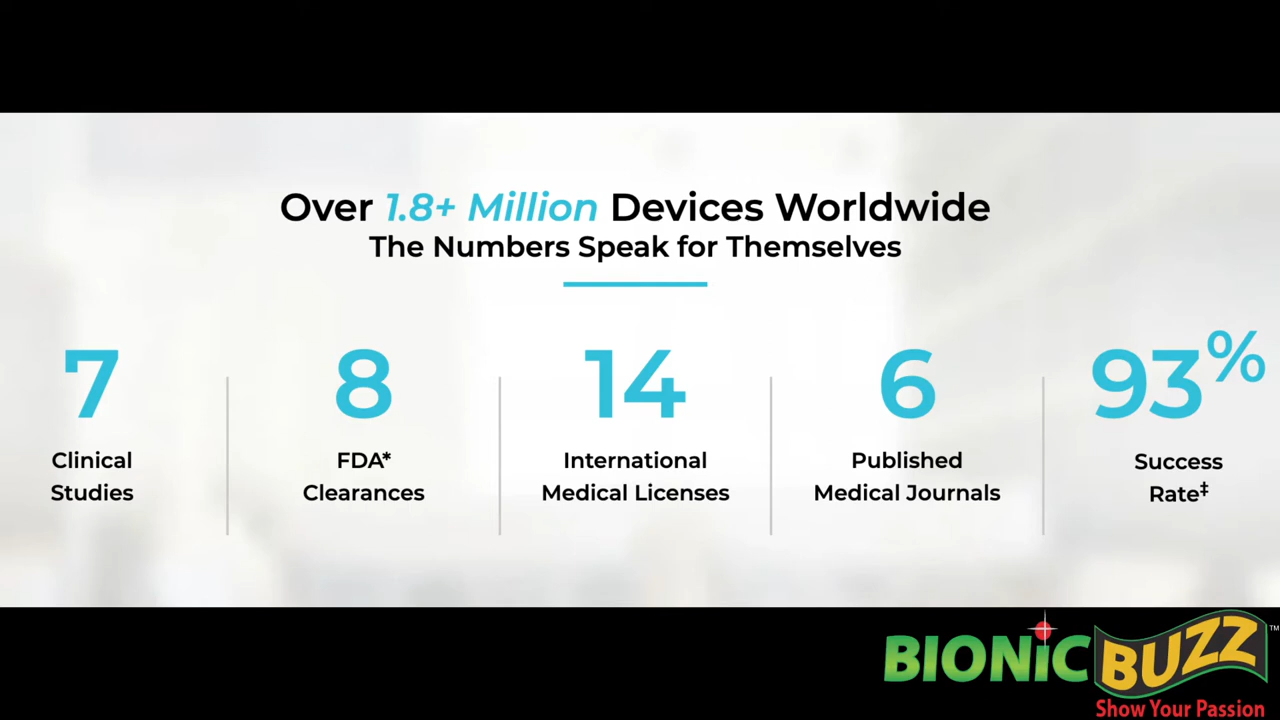 Over 1.8+ Million Devices Worldwide
The Numbers Speak for Themselves
7
Clinical
Studies
8
FDA*
Clearances
14
International
Medical Licenses
6
Published
Medical Journals
93%
Success
Rate‡
BIONiC BUZZ™
Show Your Passion